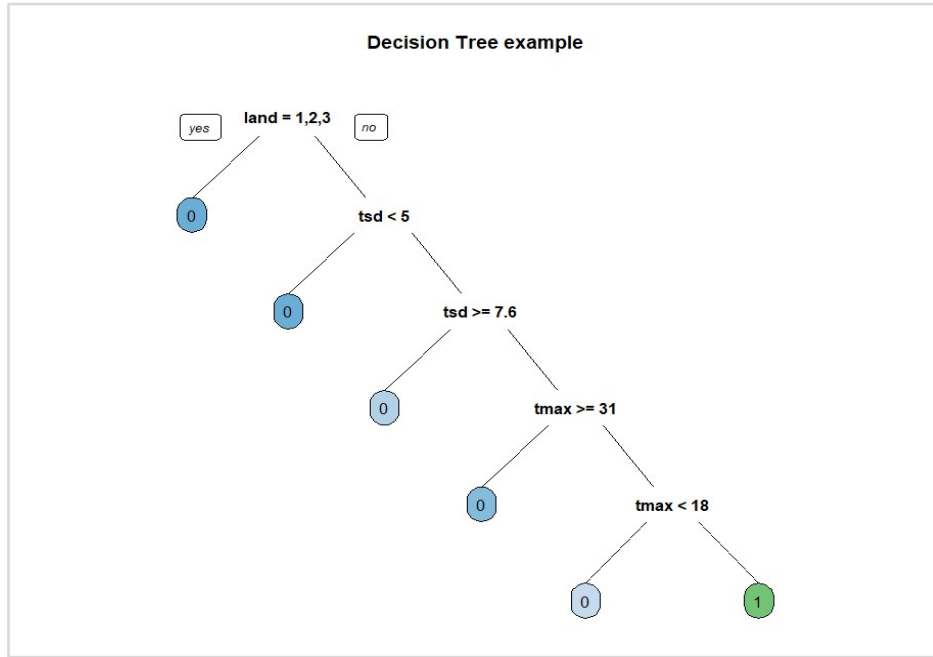 Decision Tree example
yes
land = 1,2,3
no
0
tsd < 5
0
tsd >= 7.6
0
tmax >= 31
0
tmax < 18
0
1